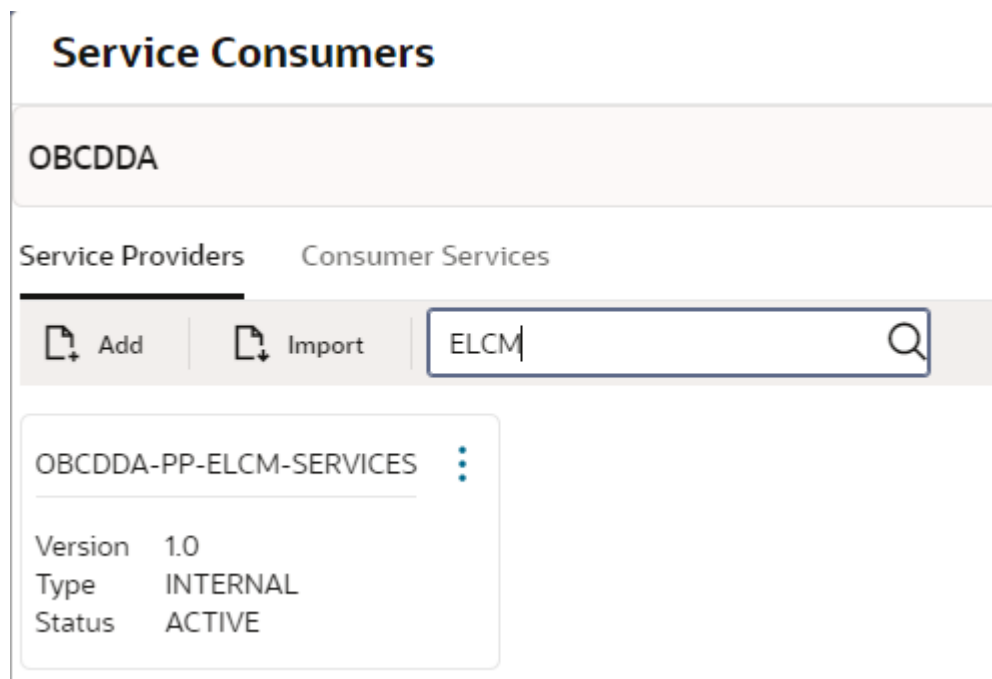 Service Consumers
OBCDDA
Service Providers Consumer Services
Add Import ELCM
OBCDDA-PP-ELCM-SERVICES
Version 1.0
Type INTERNAL
Status ACTIVE